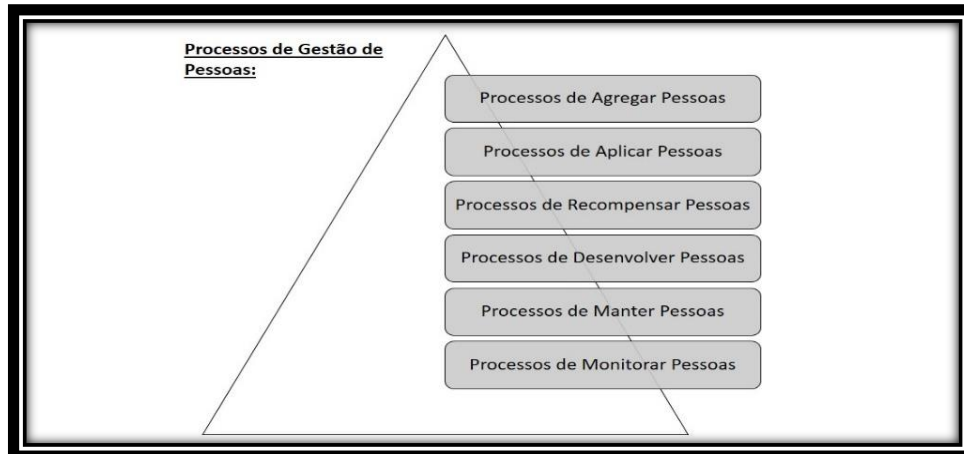 Processos de Gestão de
Pessoas:
Processos de Agregar Pessoas
Processos de Aplicar Pessoas
Processos de Recompensar Pessoas
Processos de Desenvolver Pessoas
Processos de Manter Pessoas
Processos de Monitorar Pessoas